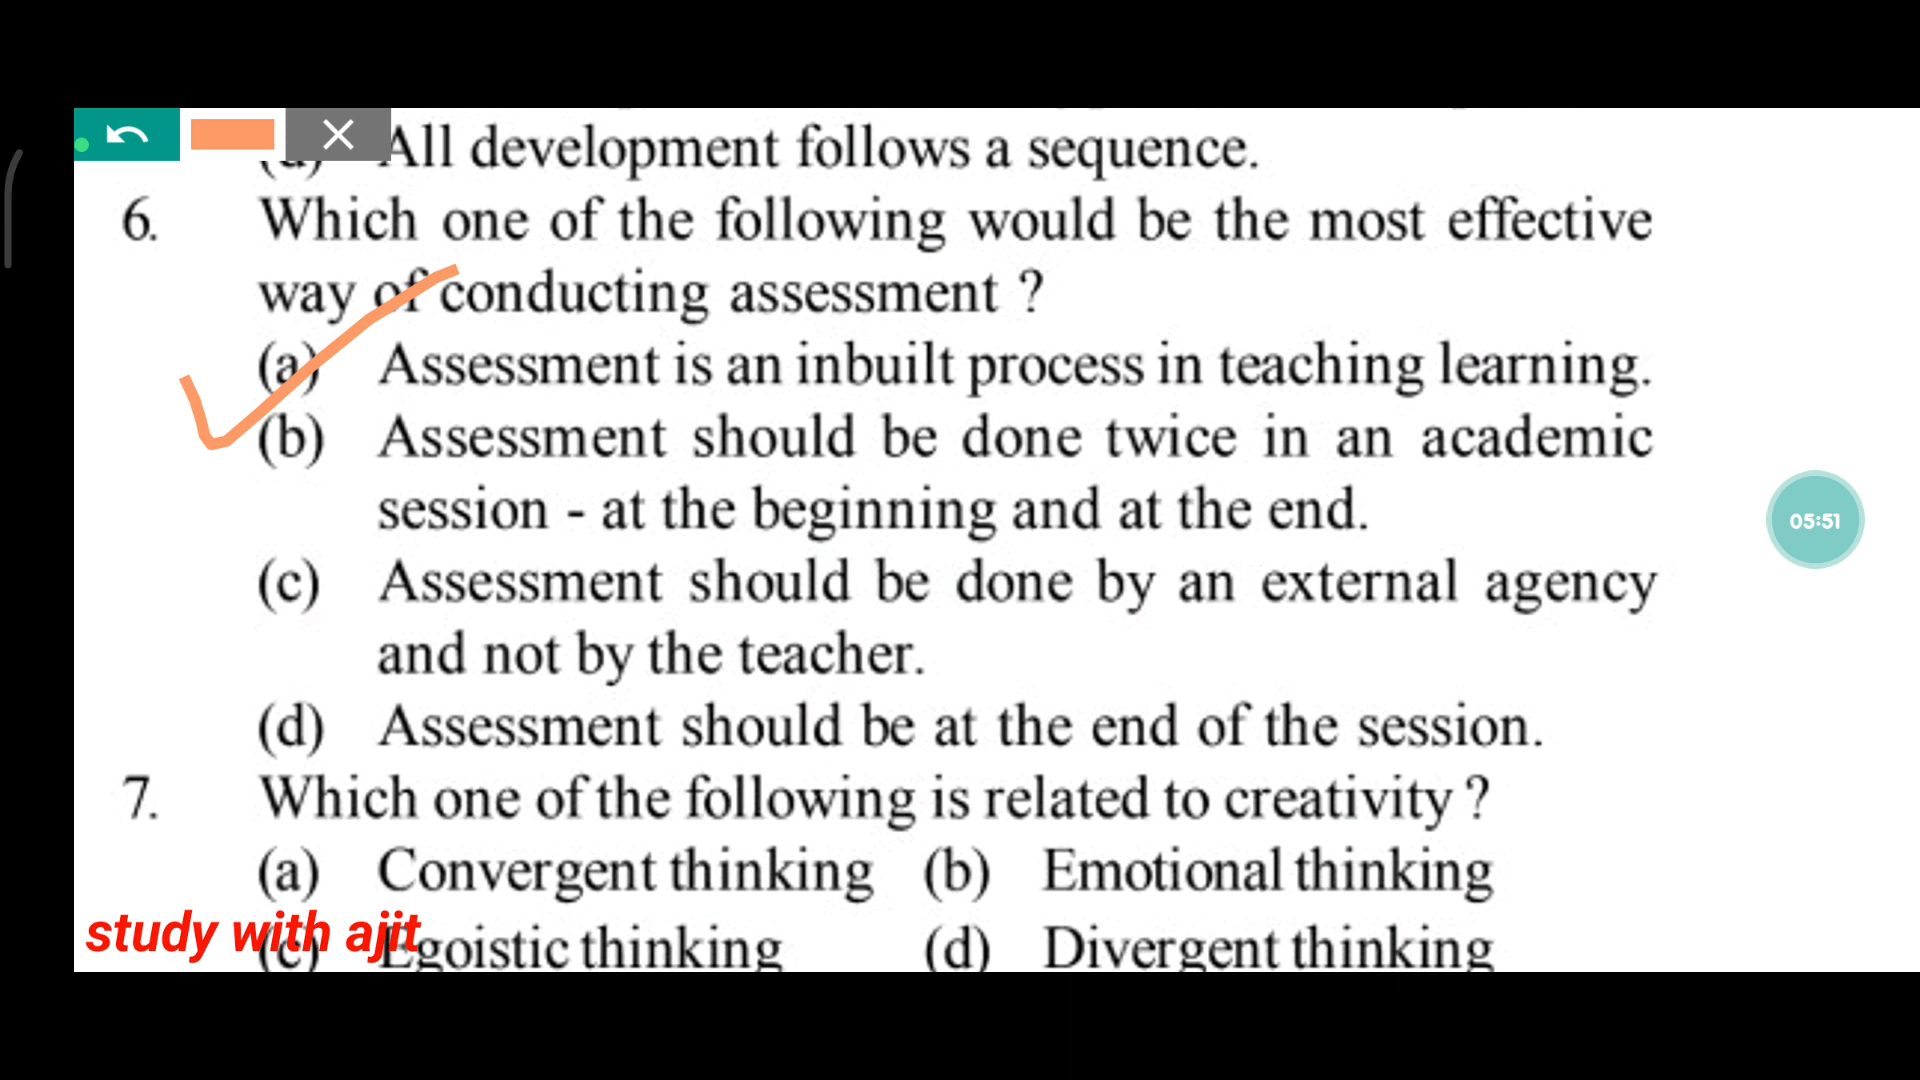 All development follows a sequence.
6. Which one of the following would be the most effective
way of conducting assessment ?
(a) Assessment is an inbuilt process in teaching learning.
(b) Assessment should be done twice in an academic
session - at the beginning and at the end.
(c) Assessment should be done by an external agency
and not by the teacher.
(d) Assessment should be at the end of the session.
7. Which one of the following is related to creativity ?
(a) Convergent thinking (b) Emotional thinking
(c) Egoistic thinking (d) Divergent thinking
study with ajit
05:51